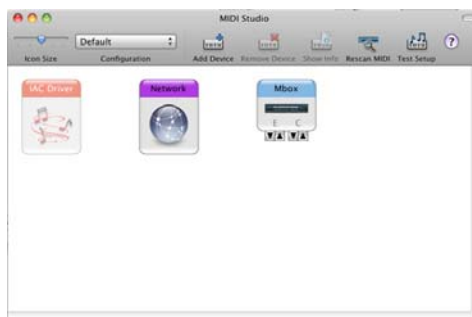 MIDI Studio
Default
Icon Size Configuration Add Device Remove Device Show Info Rescan MIDI Test Setup ?
IAC Driver Network Mbox
E C